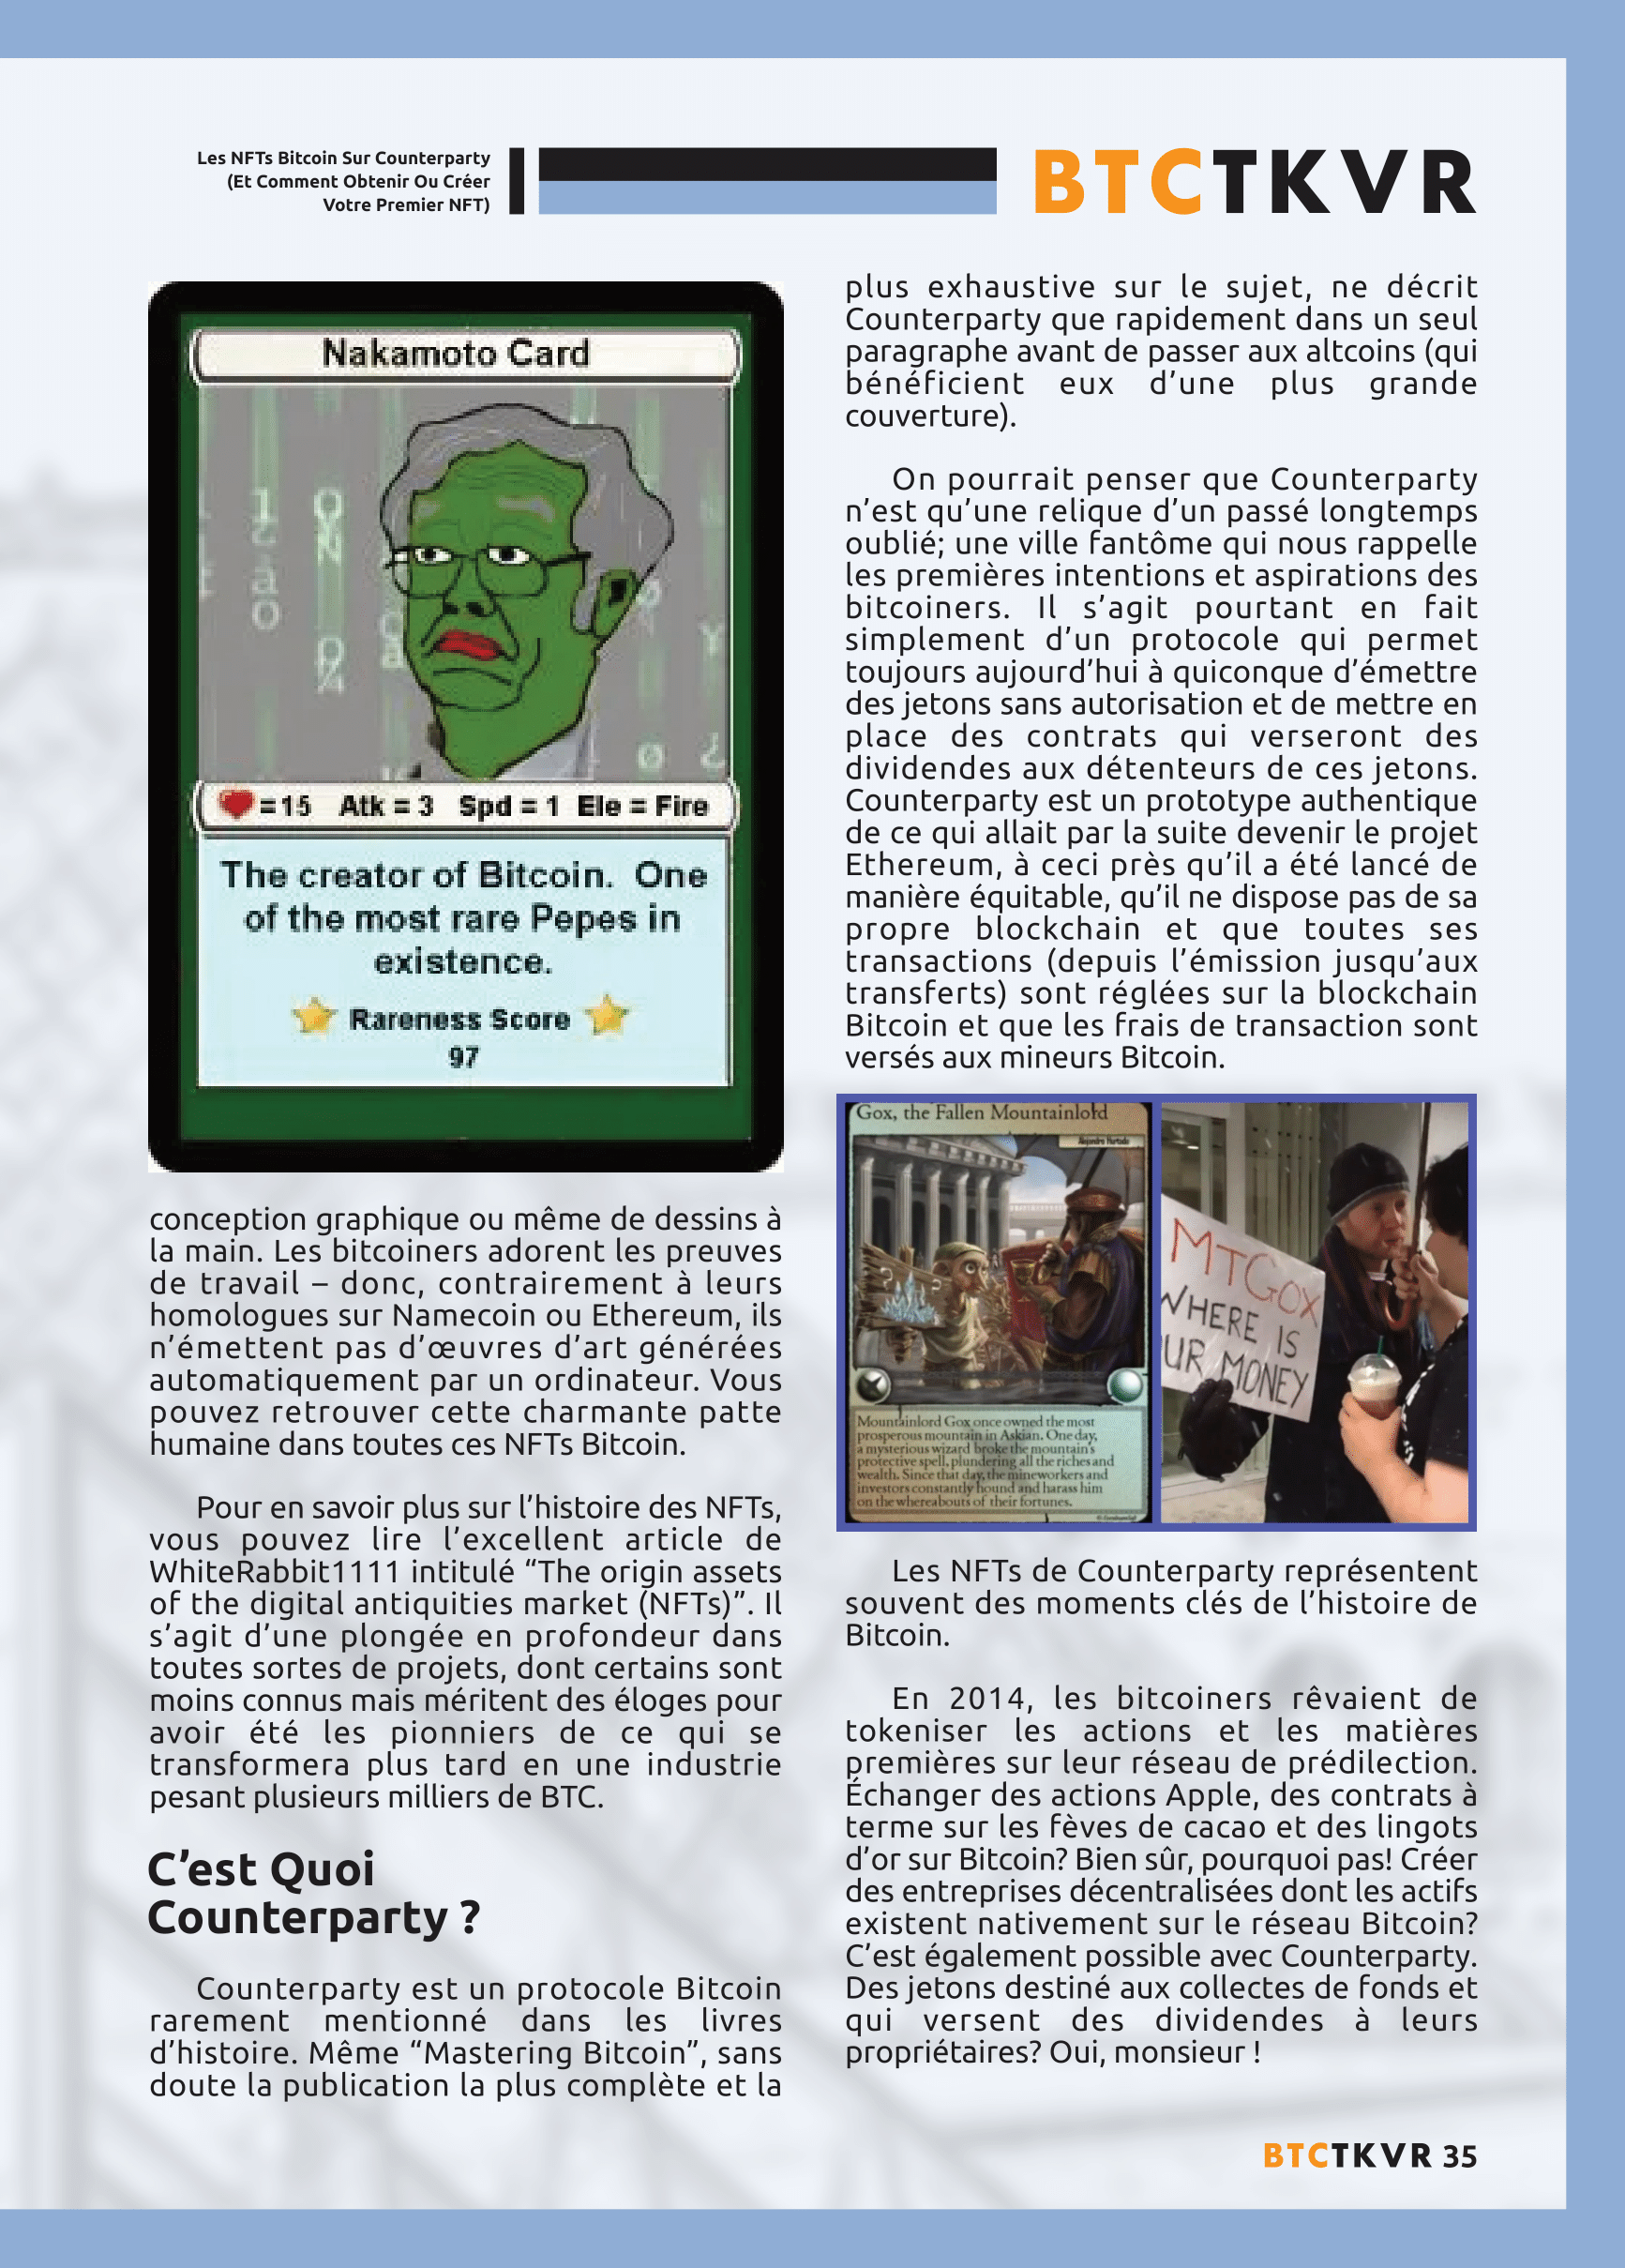 Les NFTs Bitcoin Sur Counterparty
(Et Comment Obtenir Ou Créer
Votre Premier NFT)
BTCTKVR
Nakamoto Card
=15 Atk = 3 Spd = 1 Ele = Fire
The creator of Bitcoin. One
of the most rare Pepes in
existence.
Rareness Score
97
conception graphique ou même de dessins à
la main. Les bitcoiners adorent les preuves
de travail – donc, contrairement à leurs
homologues sur Namecoin ou Ethereum, ils
n’émettent pas d’œuvres d’art générées
automatiquement par un ordinateur. Vous
pouvez retrouver cette charmante patte
humaine dans toutes ces NFTs Bitcoin.
Pour en savoir plus sur l’histoire des NFTs,
vous pouvez lire l’excellent article de
WhiteRabbit1111 intitulé “The origin assets
of the digital antiquities market (NFTs)”. Il
s’agit d’une plongée en profondeur dans
toutes sortes de projets, dont certains sont
moins connus mais méritent des éloges pour
avoir été les pionniers de ce qui se
transformera plus tard en une industrie
pesant plusieurs milliers de BTC.
C’est Quoi
Counterparty ?
Counterparty est un protocole Bitcoin
rarement mentionné dans les livres
d’histoire. Même “Mastering Bitcoin”, sans
doute la publication la plus complète et la
plus exhaustive sur le sujet, ne décrit
Counterparty que rapidement dans un seul
paragraphe avant de passer aux altcoins (qui
bénéficient eux d’une plus grande
couverture).
On pourrait penser que Counterparty
n’est qu’une relique d’un passé longtemps
oublié; une ville fantôme qui nous rappelle
les premières intentions et aspirations des
bitcoiners. Il s’agit pourtant en fait
simplement d’un protocole qui permet
toujours aujourd’hui à quiconque d’émettre
des jetons sans autorisation et de mettre en
place des contrats qui verseront des
dividendes aux détenteurs de ces jetons.
Counterparty est un prototype authentique
de ce qui allait par la suite devenir le projet
Ethereum, à ceci près qu’il a été lancé de
manière équitable, qu’il ne dispose pas de sa
propre blockchain et que toutes ses
transactions (depuis l’émission jusqu’aux
transferts) sont réglées sur la blockchain
Bitcoin et que les frais de transaction sont
versés aux mineurs Bitcoin.
Gox, the Fallen Mountainlord
Alejandro Hurtado
Mountainlord Gox once owned the most
prosperous mountain in Askian. One day,
a mysterious wizard broke the mountain's
protective spell, plundering all the riches and
wealth. Since that day, the mineworkers and
investors constantly hound and harass him
on the whereabouts of their fortunes.
MTGOX
WHERE IS
OUR MONEY
Les NFTs de Counterparty représentent
souvent des moments clés de l’histoire de
Bitcoin.
En 2014, les bitcoiners rêvaient de
tokeniser les actions et les matières
premières sur leur réseau de prédilection.
Échanger des actions Apple, des contrats à
terme sur les fèves de cacao et des lingots
d’or sur Bitcoin? Bien sûr, pourquoi pas! Créer
des entreprises décentralisées dont les actifs
existent nativement sur le réseau Bitcoin?
C’est également possible avec Counterparty.
Des jetons destiné aux collectes de fonds et
qui versent des dividendes à leurs
propriétaires? Oui, monsieur !
BTCTKVR 35